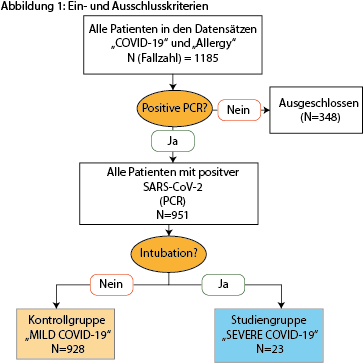 Abbildung 1: Ein- und Ausschlusskriterien
Alle Patienten in den Datensätzen
„COVID-19“ und „Allergy“
N (Fallzahl) = 1185
Positive PCR?
Nein
Ausgeschlossen
(N=348)
Ja
Alle Patienten mit positver
SARS-CoV-2
(PCR)
N=951
Intubation?
Nein
Ja
Kontrollgruppe
„MILD COVID-19“
N=928
Studiengruppe
„SEVERE COVID-19“
N=23